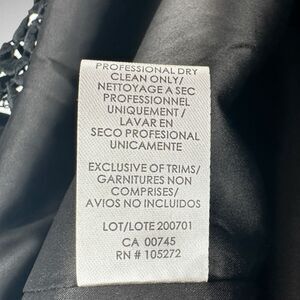 PROFESSIONAL DRY
CLEAN ONLY/
NETTOYAGE A SEC
PROFESSIONNEL
UNIQUEMENT /
LAVAR EN
SECO PROFESIONAL
UNICAMENTE
EXCLUSIVE OF TRIMS/
GARNITURES NON
COMPRISES/
AVIOS NO INCLUIDOS
LOT/LOTE 200701
CA 00745
RN # 105272